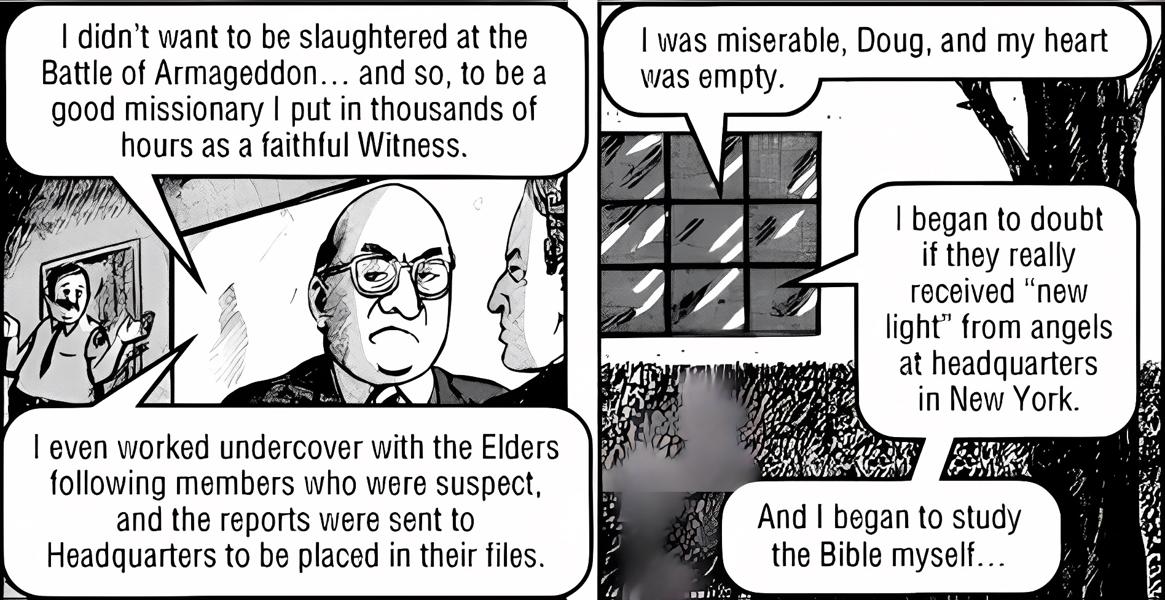 I didn't want to be slaughtered at the
Battle of Armageddon... and so, to be a
good missionary I put in thousands of
hours as a faithful Witness.
I even worked undercover with the Elders
following members who were suspect,
and the reports were sent to
Headquarters to be placed in their files.
I was miserable, Doug, and my heart
was empty.
I began to doubt
if they really
received “new
light” from angels
at headquarters
in New York.
And I began to study
the Bible myself...